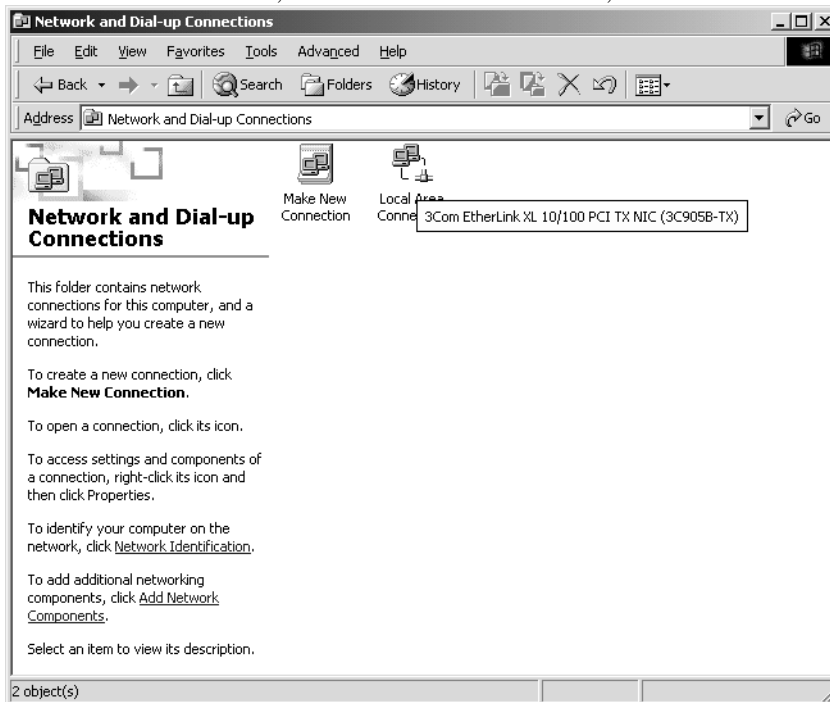 Network and Dial-up Connections
File Edit View Favorites Tools Advanced Help
Back Search Folders History
Address Network and Dial-up Connections Go
Make New
Connection
Local Area
Conne
3Com EtherLink XL 10/100 PCI TX NIC (3C905B-TX)
Network and Dial-up
Connections
This folder contains network
connections for this computer, and a
wizard to help you create a new
connection.
To create a new connection, click
Make New Connection.
To open a connection, click its icon.
To access settings and components of
a connection, right-click its icon and
then click Properties.
To identify your computer on the
network, click Network Identification.
To add additional networking
components, click Add Network
Components.
Select an item to view its description.
2 object(s)